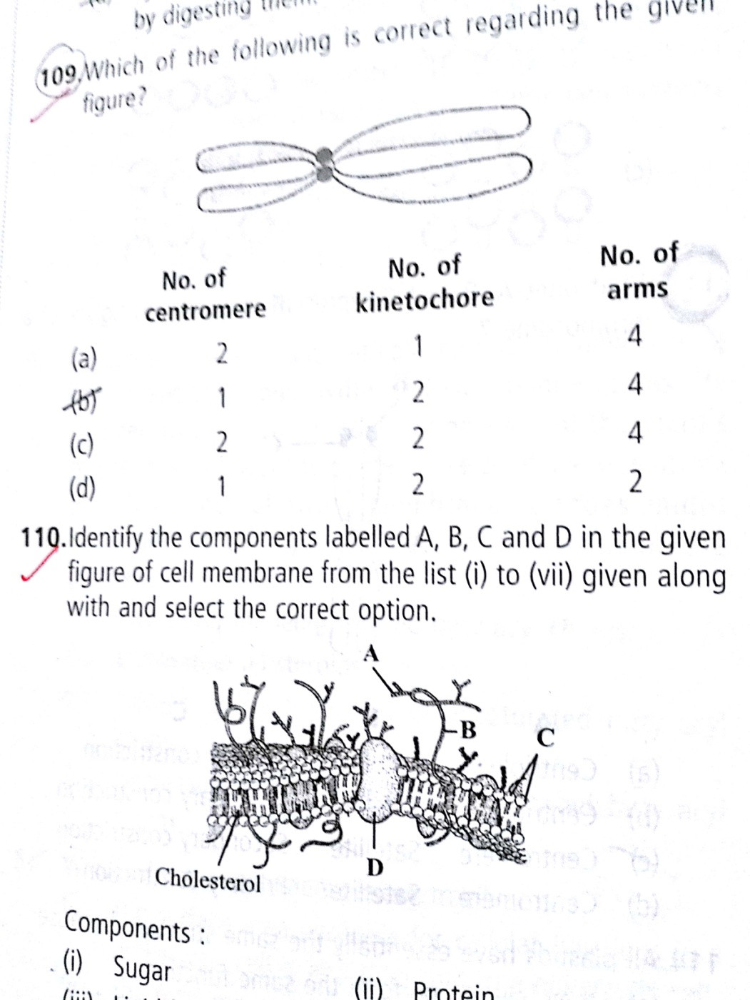 by digesting them.
109. Which of the following is correct regarding the given
figure?
No. of centromere No. of kinetochore No. of arms
(a) 2 1 4
(b) 1 2 4
(c) 2 2 4
(d) 1 2 2
110. Identify the components labelled A, B, C and D in the given
figure of cell membrane from the list (i) to (vii) given along
with and select the correct option.
A
B
C
D
Cholesterol
Components :
(i) Sugar
(ii) Protein
(iii)